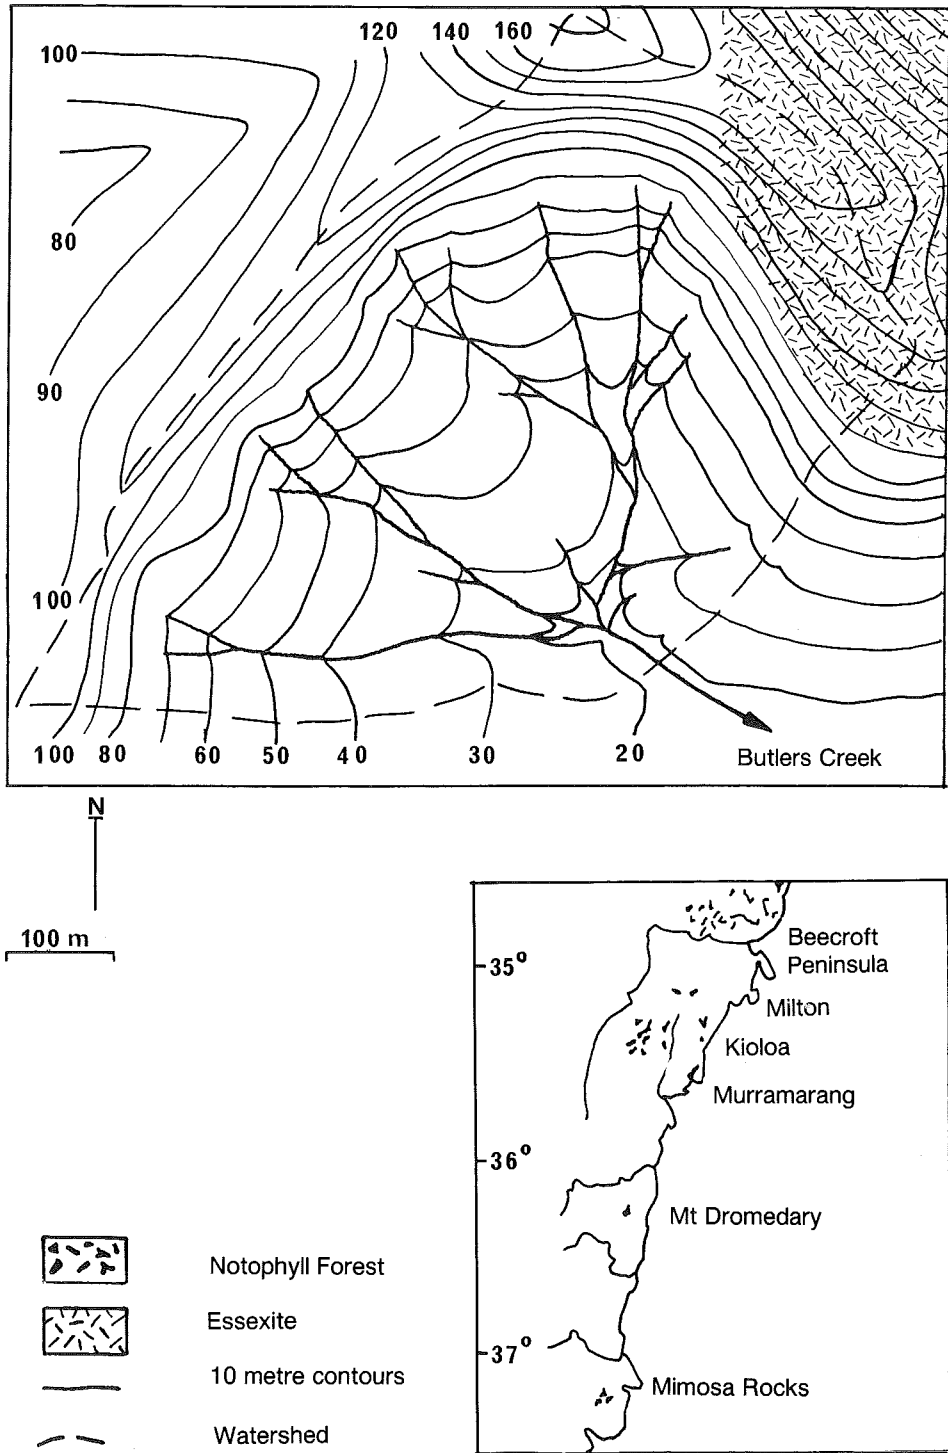 100
120
140
160
80
90
100
100
80
60
50
40
30
20
Butlers Creek
N
100 m
35°
Beecroft
Peninsula
Milton
Kioloa
Murramarang
36°
Mt Dromedary
37°
Mimosa Rocks
Notophyll Forest
Essexite
10 metre contours
Watershed